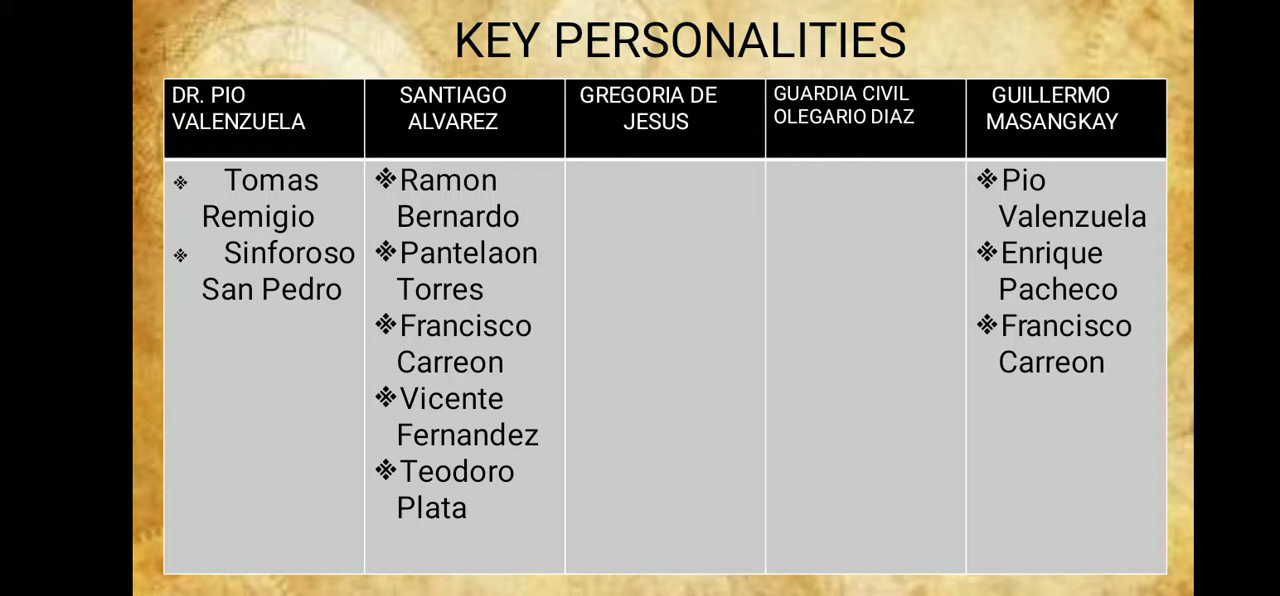 KEY PERSONALITIES
DR. PIO
VALENZUELA
SANTIAGO
ALVAREZ
GREGORIA DE
JESUS
GUARDIA CIVIL
OLEGARIO DIAZ
GUILLERMO
MASANGKAY
❖ Tomas
Remigio
❖ Sinforoso
San Pedro
❖Ramon
Bernardo
❖Pantelaon
Torres
❖Francisco
Carreon
❖Vicente
Fernandez
❖Teodoro
Plata
❖Pio
Valenzuela
❖Enrique
Pacheco
❖Francisco
Carreon